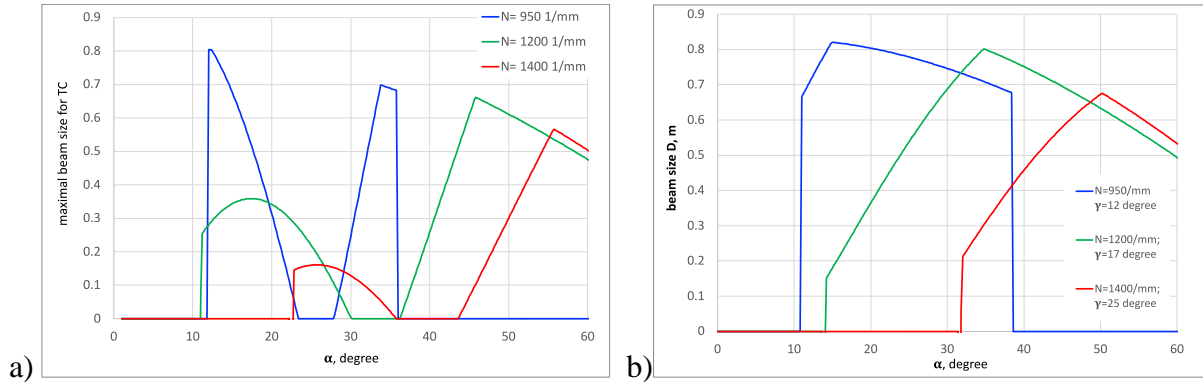 a)
maximal beam size for TC
0.9
0.8
0.7
0.6
0.5
0.4
0.3
0.2
0.1
0
0 10 20 30 40 50 60
α, degree
N= 950 1/mm
N= 1200 1/mm
N= 1400 1/mm
b)
beam size D, m
0.9
0.8
0.7
0.6
0.5
0.4
0.3
0.2
0.1
0
0 10 20 30 40 50 60
α, degree
N=950/mm
γ=12 degree
N=1200/mm;
γ=17 degree
N=1400/mm;
γ=25 degree